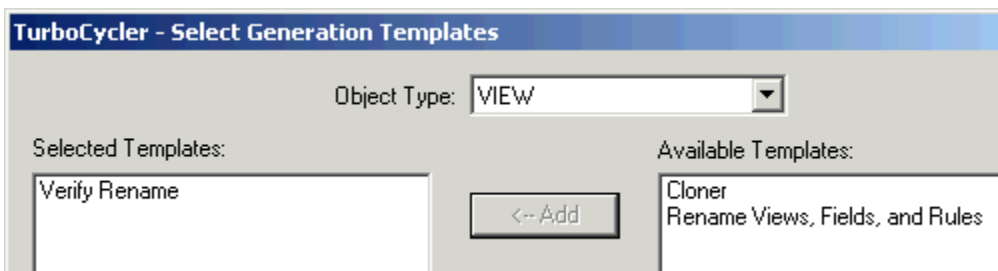 TurboCycler - Select Generation Templates
Object Type: VIEW
Selected Templates:
Available Templates:
Verify Rename
<-- Add
Cloner
Rename Views, Fields, and Rules